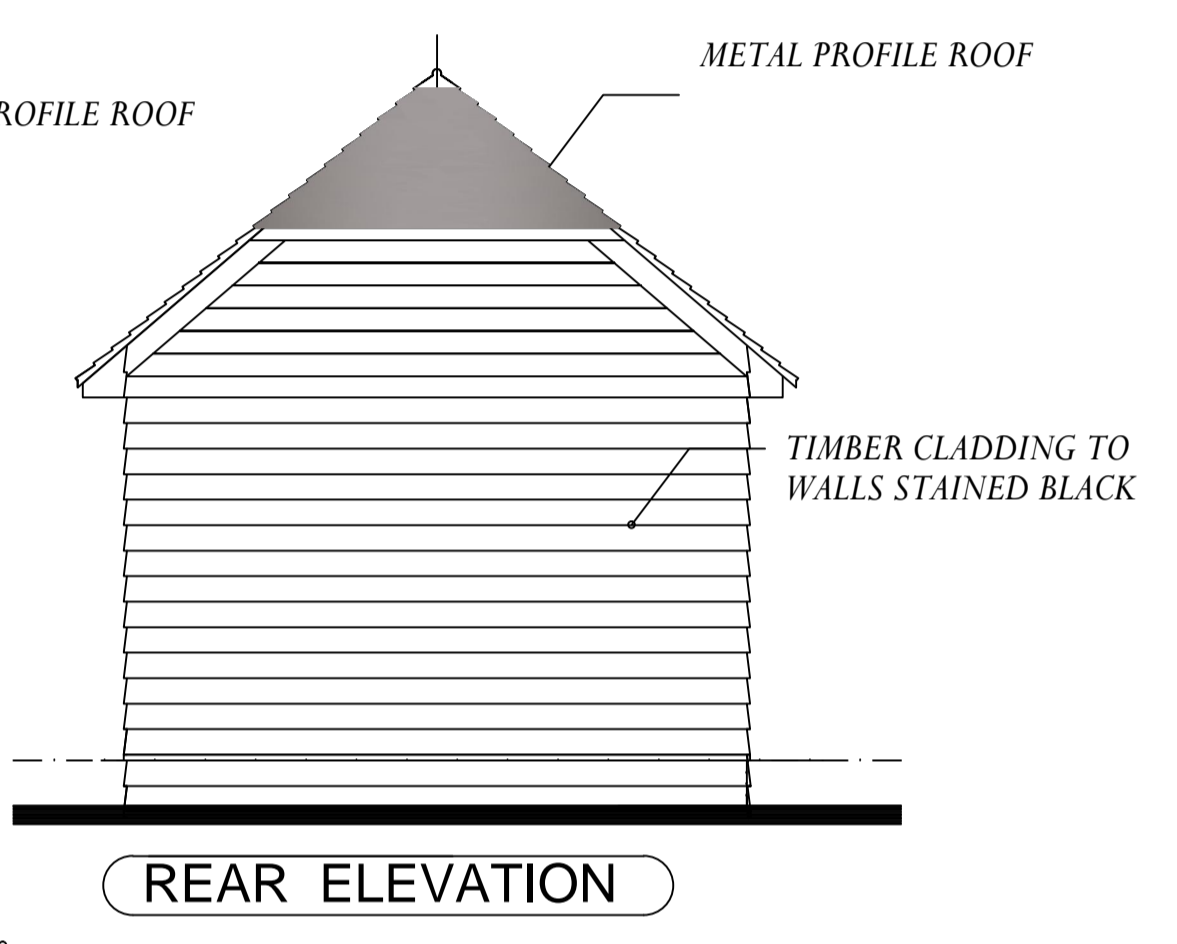 METAL PROFILE ROOF
ROFILE ROOF
TIMBER CLADDING TO
WALLS STAINED BLACK
REAR ELEVATION